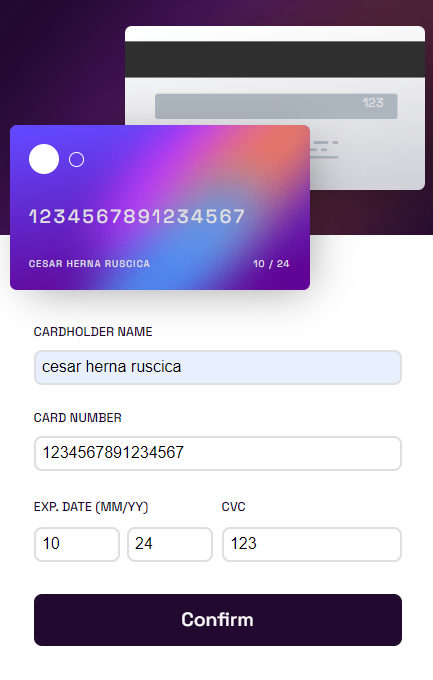 123
1234567891234567
CESAR HERNA RUSCICA 10 / 24
CARDHOLDER NAME
cesar herna ruscica
CARD NUMBER
1234567891234567
EXP. DATE (MM/YY) CVC
10 24 123
Confirm